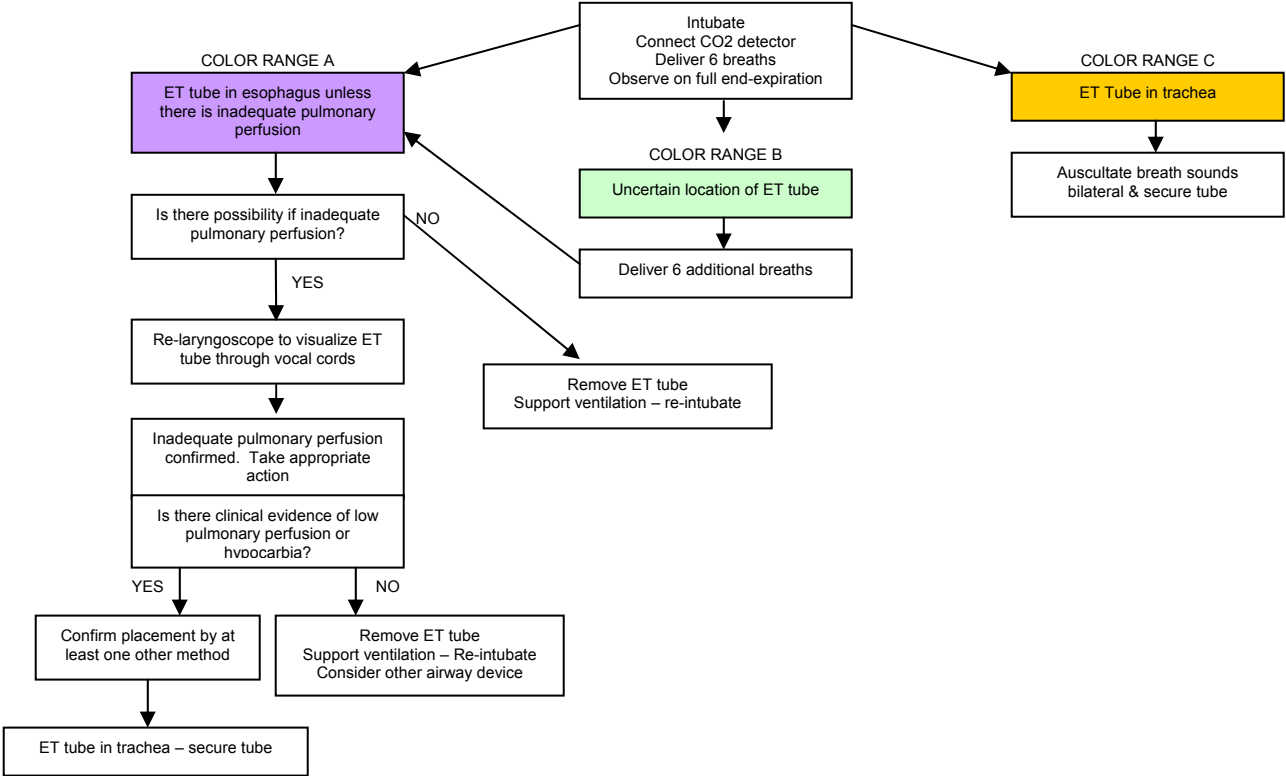 Intubate
Connect CO2 detector
Deliver 6 breaths
Observe on full end-expiration
COLOR RANGE A
ET tube in esophagus unless
there is inadequate pulmonary
perfusion
COLOR RANGE C
ET Tube in trachea
COLOR RANGE B
Uncertain location of ET tube
Auscultate breath sounds
bilateral & secure tube
Is there possibility if inadequate
pulmonary perfusion?
NO
Deliver 6 additional breaths
YES
Re-laryngoscope to visualize ET
tube through vocal cords
Remove ET tube
Support ventilation – re-intubate
Inadequate pulmonary perfusion
confirmed. Take appropriate
action
Is there clinical evidence of low
pulmonary perfusion or
hypocarbia?
YES
NO
Confirm placement by at
least one other method
Remove ET tube
Support ventilation – Re-intubate
Consider other airway device
ET tube in trachea – secure tube